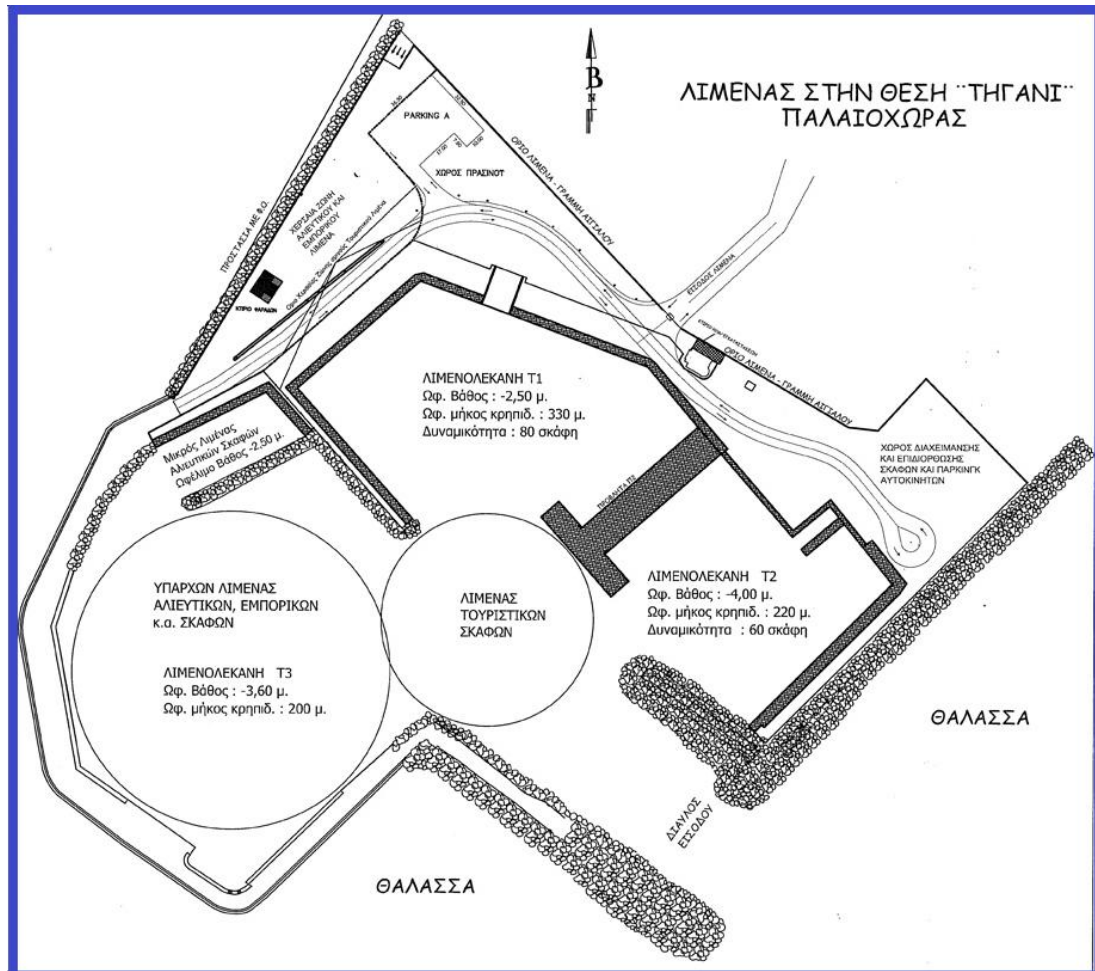 ΛΙΜΕΝΑΣ ΣΤΗΝ ΘΕΣΗ ¨ΤΗΓΑΝΙ¨
ΠΑΛΑΙΟΧΩΡΑΣ
Β
N
PARKING A
ΧΩΡΟΣ ΠΡΑΣΙΝΟΤ
ΟΡΙΟ ΛΙΜΕΝΑ - ΓΡΑΜΜΗ ΑΙΓΙΑΛΟΥ
ΠΡΟΣΤΑΣΙΑ ΜΕ Φ.Ο.
ΧΕΡΣΑΙΑ ΖΩΝΗ
ΑΛΙΕΥΤΙΚΟΥ ΚΑΙ
ΕΜΠΟΡΙΚΟΥ
ΛΙΜΕΝΑ
ΚΤΙΡΙΟ ΨΑΡΑΔΩΝ
ΕΙΣΟΔΟΣ ΛΙΜΕΝΑ
ΟΡΙΟ ΛΙΜΕΝΑ - ΓΡΑΜΜΗ ΑΙΓΙΑΛΟΥ
ΛΙΜΕΝΟΛΕΚΑΝΗ Τ1
Ωφ. Βάθος : -2,50 μ.
Ωφ. μήκος κρηπιδ. : 330 μ.
Δυναμικότητα : 80 σκάφη
Μικρός Λιμένας
Αλιευτικών Σκαφών
Ωφέλιμο Βάθος -2.50 μ.
ΧΩΡΟΣ ΔΙΑΧΕΙΜΑΝΣΗΣ
ΚΑΙ ΕΠΙΔΙΟΡΘΩΣΗΣ
ΣΚΑΦΩΝ ΚΑΙ ΠΑΡΚΙΝΓΚ
ΑΥΤΟΚΙΝΗΤΩΝ
ΥΠΑΡΧΩΝ ΛΙΜΕΝΑΣ
ΑΛΙΕΥΤΙΚΩΝ, ΕΜΠΟΡΙΚΩΝ
κ.α. ΣΚΑΦΩΝ
ΛΙΜΕΝΟΛΕΚΑΝΗ Τ3
Ωφ. Βάθος : -3,60 μ.
Ωφ. μήκος κρηπιδ. : 200 μ.
ΛΙΜΕΝΑΣ
ΤΟΥΡΙΣΤΙΚΩΝ
ΣΚΑΦΩΝ
ΛΙΜΕΝΟΛΕΚΑΝΗ Τ2
Ωφ. Βάθος : -4,00 μ.
Ωφ. μήκος κρηπιδ. : 220 μ.
Δυναμικότητα : 60 σκάφη
ΘΑΛΑΣΣΑ
ΔΙΑΥΛΟΣ
ΕΙΣΟΔΟΥ
ΘΑΛΑΣΣΑ